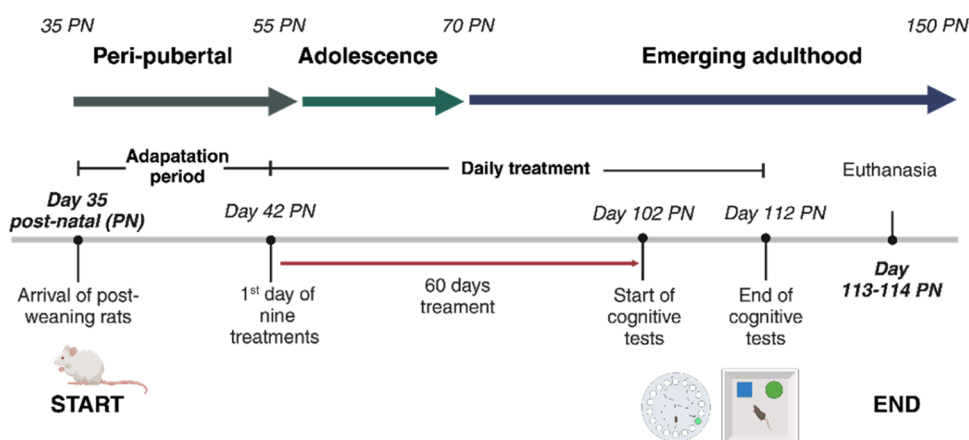 35 PN 55 PN 70 PN 150 PN
Peri-pubertal Adolescence Emerging adulthood
Adapatation
period
Daily treatment
Euthanasia
Day 35
post-natal (PN)
Day 42 PN
Day 102 PN
Day 112 PN
Arrival of post-
weaning rats
1st day of
nine
treatments
60 days
treament
Start of
cognitive
tests
End of
cognitive
tests
Day
113-114 PN
START
END